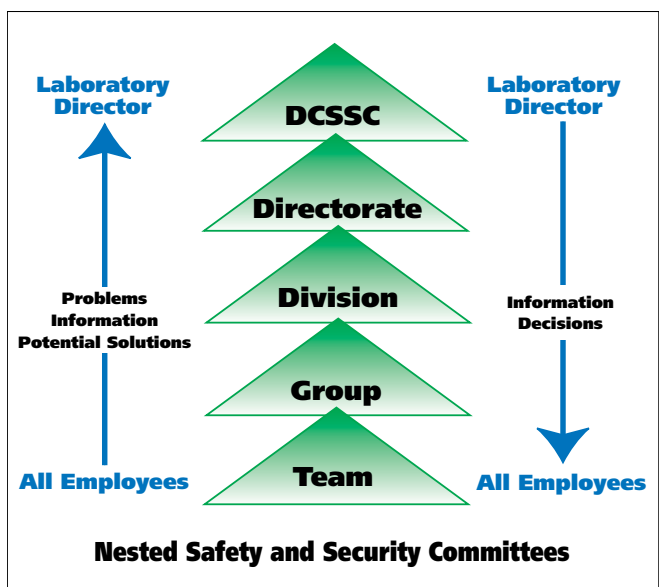 Laboratory
Director
Problems
Information
Potential Solutions
All Employees
DCSSC
Directorate
Division
Group
Team
Laboratory
Director
Information
Decisions
All Employees
Nested Safety and Security Committees